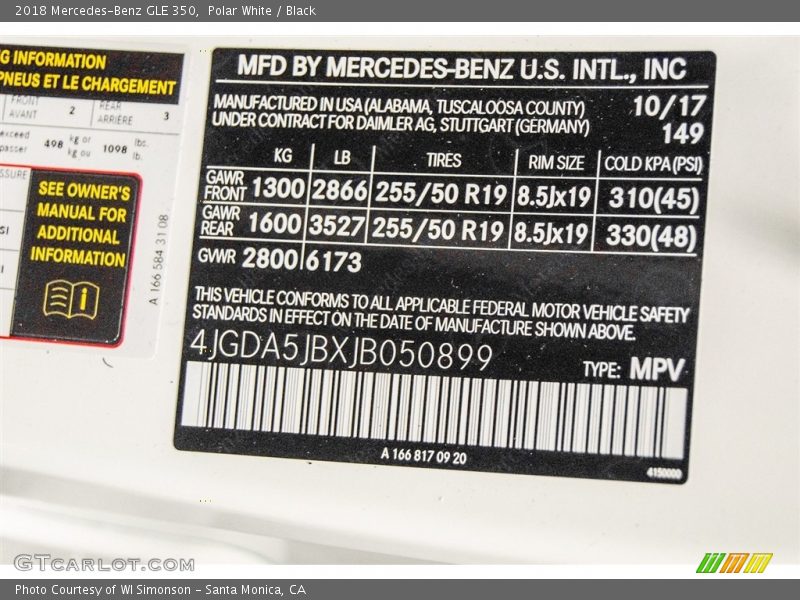 2018 Mercedes-Benz GLE 350,  Polar White / Black
G INFORMATION
PNEUS ET LE CHARGEMENT
FRONT
AVANT 2 REAR
ARRIÈRE 3
exceed
passer 498 kg or
kg ou 1098 lbs.
lb.
SSURE
SEE OWNER'S
MANUAL FOR
ADDITIONAL
INFORMATION
SI
I
A 166 584 31 08
MFD BY MERCEDES-BENZ U.S. INTL., INC
MANUFACTURED IN USA (ALABAMA, TUSCALOOSA COUNTY) 10/17
UNDER CONTRACT FOR DAIMLER AG, STUTTGART (GERMANY) 149
KG LB TIRES RIM SIZE COLD KPA(PSI)
GAWR
FRONT 1300 2866 255/50 R19 8.5Jx19 310(45)
GAWR
REAR 1600 3527 255/50 R19 8.5Jx19 330(48)
GVWR 2800 6173
THIS VEHICLE CONFORMS TO ALL APPLICABLE FEDERAL MOTOR VEHICLE SAFETY
STANDARDS IN EFFECT ON THE DATE OF MANUFACTURE SHOWN ABOVE.
4JGDA5JBXJB050899
TYPE: MPV
A 166 817 09 20
4150000
GTCARLOT.COM
Photo Courtesy of WI Simonson - Santa Monica, CA